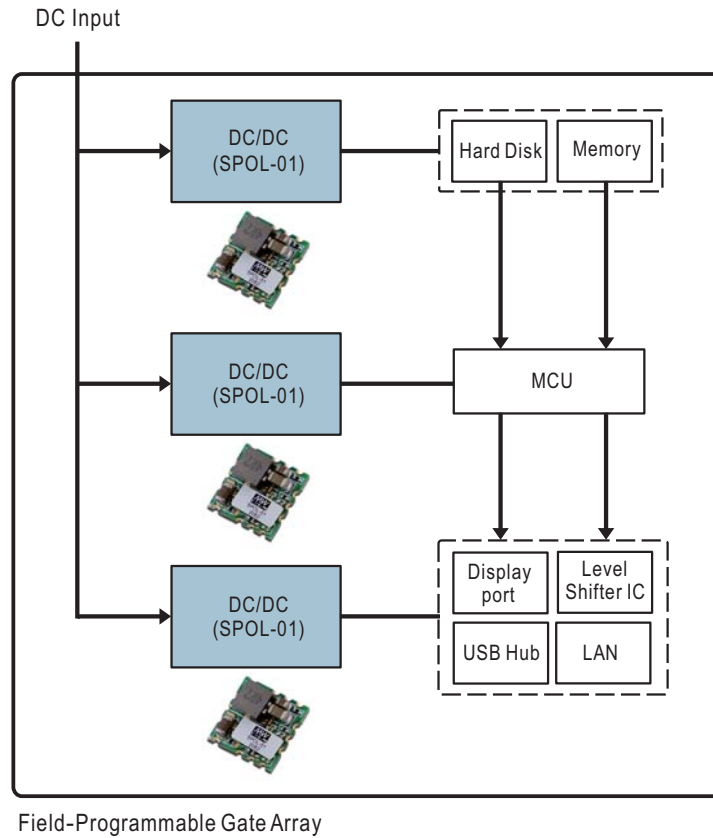 DC Input
DC/DC
(SPOL-01)
Hard Disk
Memory
DC/DC
(SPOL-01)
MCU
DC/DC
(SPOL-01)
Display
port
Level
Shifter IC
USB Hub
LAN
Field-Programmable Gate Array